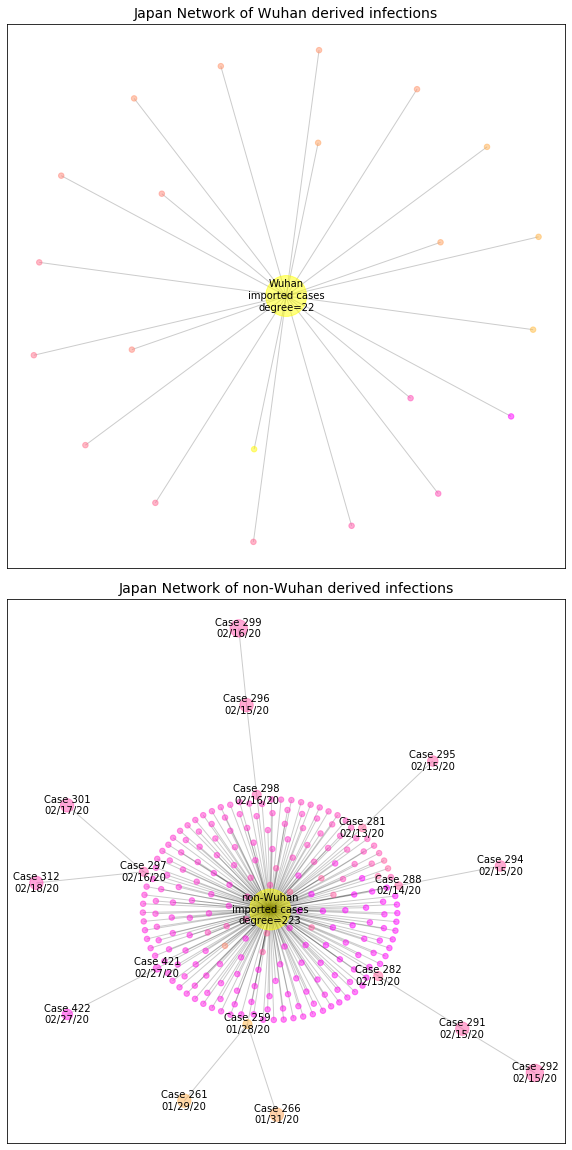 Japan Network of Wuhan derived infections
Wuhan
imported cases
degree=22
Japan Network of non-Wuhan derived infections
Case 299
02/16/20
Case 296
02/15/20
Case 295
02/15/20
Case 298
02/16/20
Case 301
02/17/20
Case 281
02/13/20
Case 294
02/15/20
Case 297
02/16/20
Case 312
02/18/20
Case 288
02/14/20
non-Wuhan
imported cases
degree=223
Case 421
02/27/20
Case 282
02/13/20
Case 422
02/27/20
Case 259
01/28/20
Case 291
02/15/20
Case 292
02/15/20
Case 261
01/29/20
Case 266
01/31/20